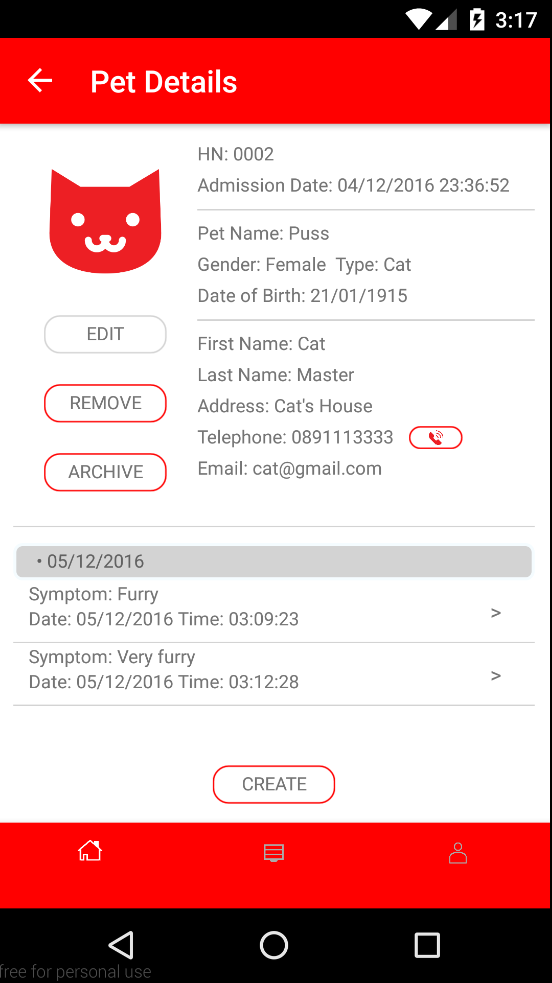 3:17
Pet Details
HN: 0002
Admission Date: 04/12/2016 23:36:52
Pet Name: Puss
Gender: Female  Type: Cat
Date of Birth: 21/01/1915
EDIT
REMOVE
ARCHIVE
First Name: Cat
Last Name: Master
Address: Cat's House
Telephone: 0891113333
Email: cat@gmail.com
• 05/12/2016
Symptom: Furry
Date: 05/12/2016 Time: 03:09:23
>
Symptom: Very furry
Date: 05/12/2016 Time: 03:12:28
>
CREATE
free for personal use